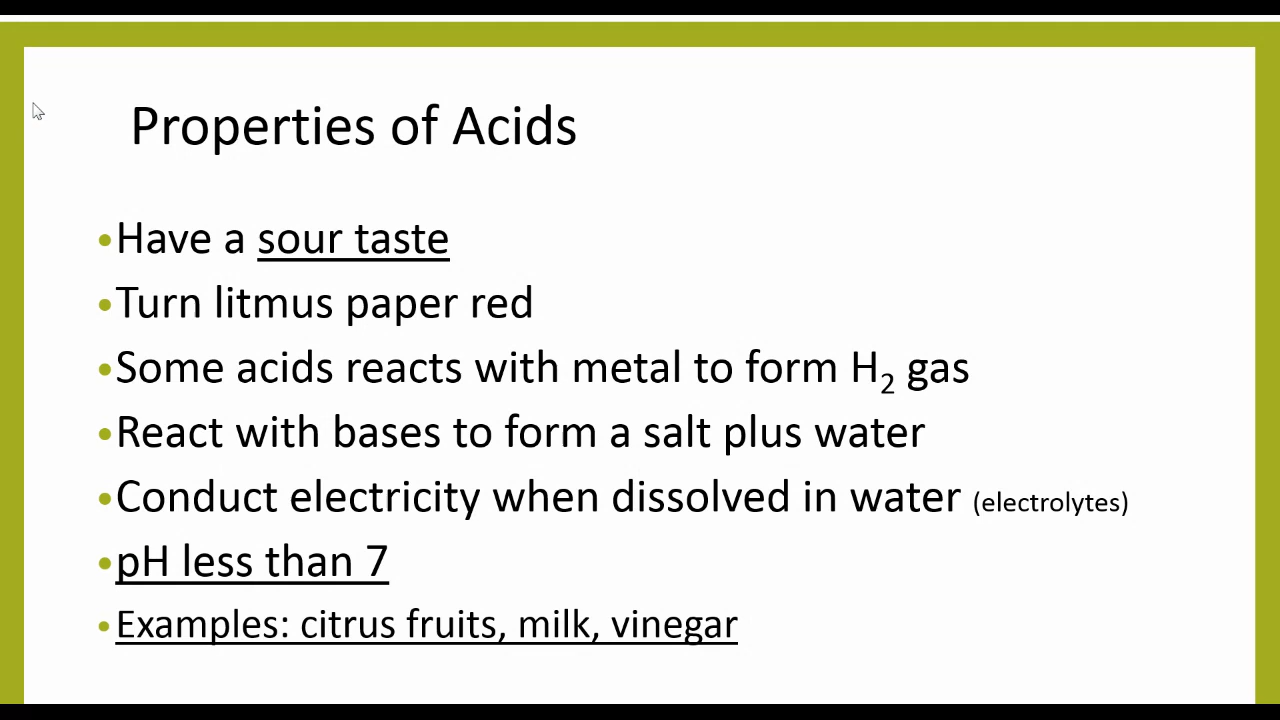 Properties of Acids
•Have a sour taste
•Turn litmus paper red
•Some acids reacts with metal to form H₂ gas
•React with bases to form a salt plus water
•Conduct electricity when dissolved in water (electrolytes)
•pH less than 7
•Examples: citrus fruits, milk, vinegar